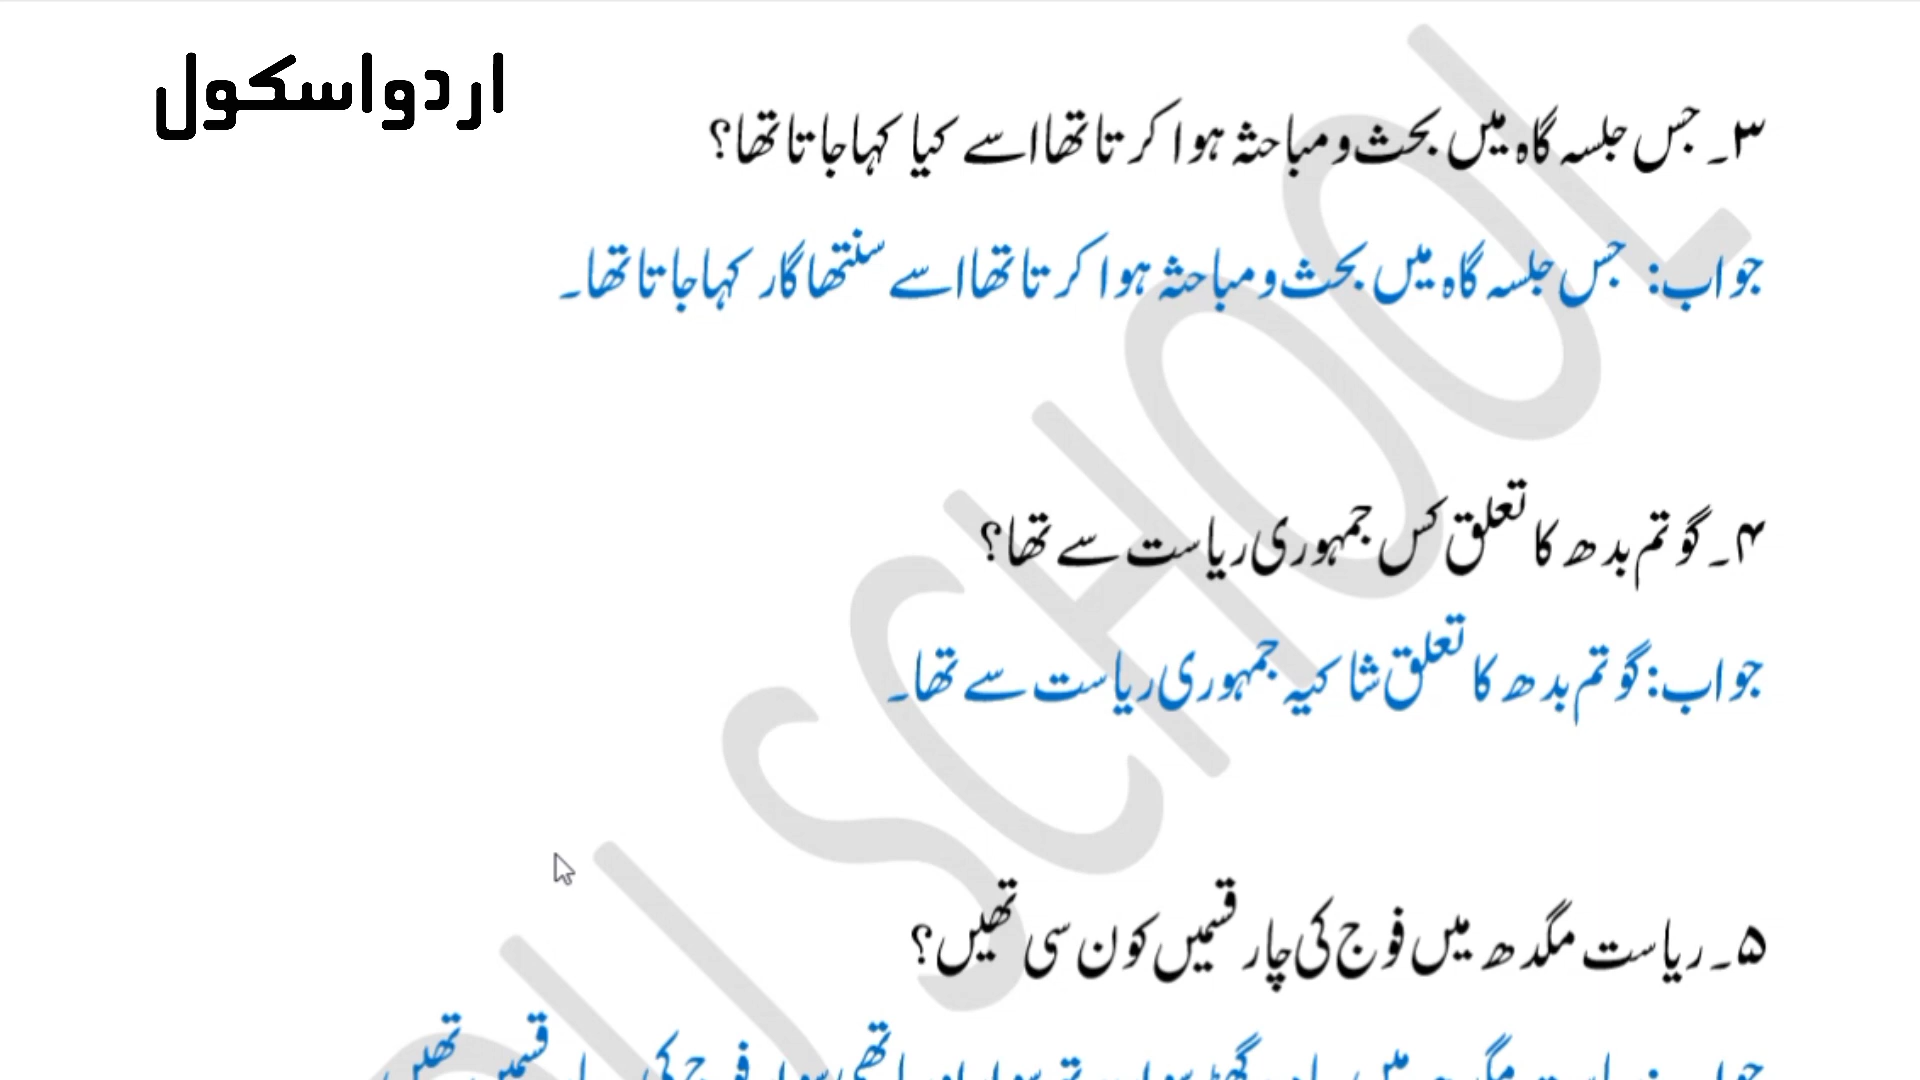 اردو اسکول
۳۔ جس جلسہ گاہ میں بحث و مباحثہ ہوا کرتا تھا اسے کیا کہا جاتا تھا؟
جواب: جس جلسہ گاہ میں بحث و مباحثہ ہوا کرتا تھا اسے سنتھاگار کہا جاتا تھا۔
۴۔ گوتم بدھ کا تعلق کس جمہوری ریاست سے تھا؟
جواب: گوتم بدھ کا تعلق شاکیہ جمہوری ریاست سے تھا۔
۵۔ ریاست مگدھ میں فوج کی چار قسمیں کون سی تھیں؟
SCHOOL